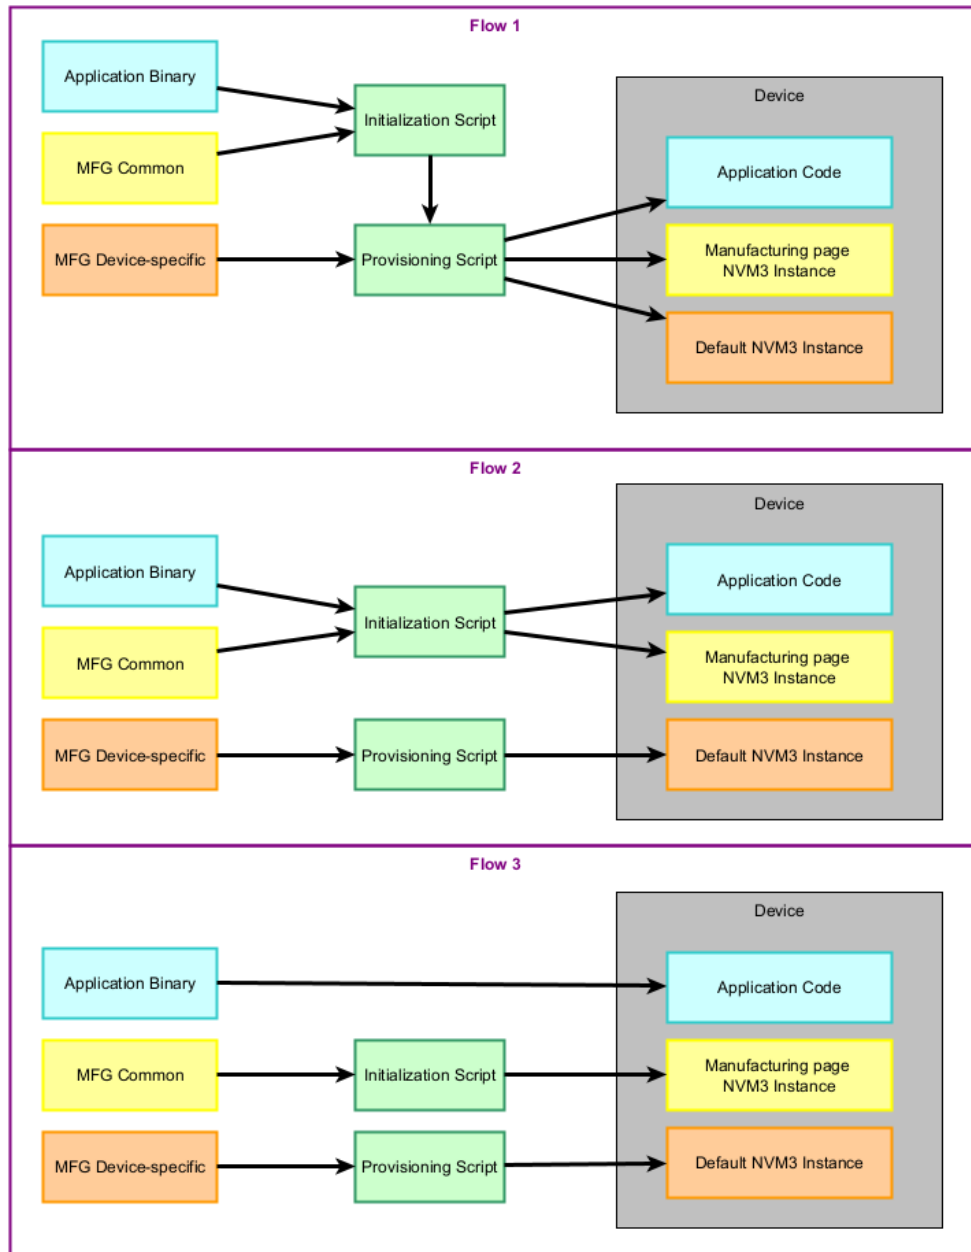 Flow 1
Application Binary
Initialization Script
Device
MFG Common
Application Code
MFG Device-specific
Provisioning Script
Manufacturing page
NVM3 Instance
Default NVM3 Instance
Flow 2
Device
Application Binary
Initialization Script
Application Code
MFG Common
Manufacturing page
NVM3 Instance
MFG Device-specific
Provisioning Script
Default NVM3 Instance
Flow 3
Device
Application Binary
Application Code
MFG Common
Initialization Script
Manufacturing page
NVM3 Instance
MFG Device-specific
Provisioning Script
Default NVM3 Instance